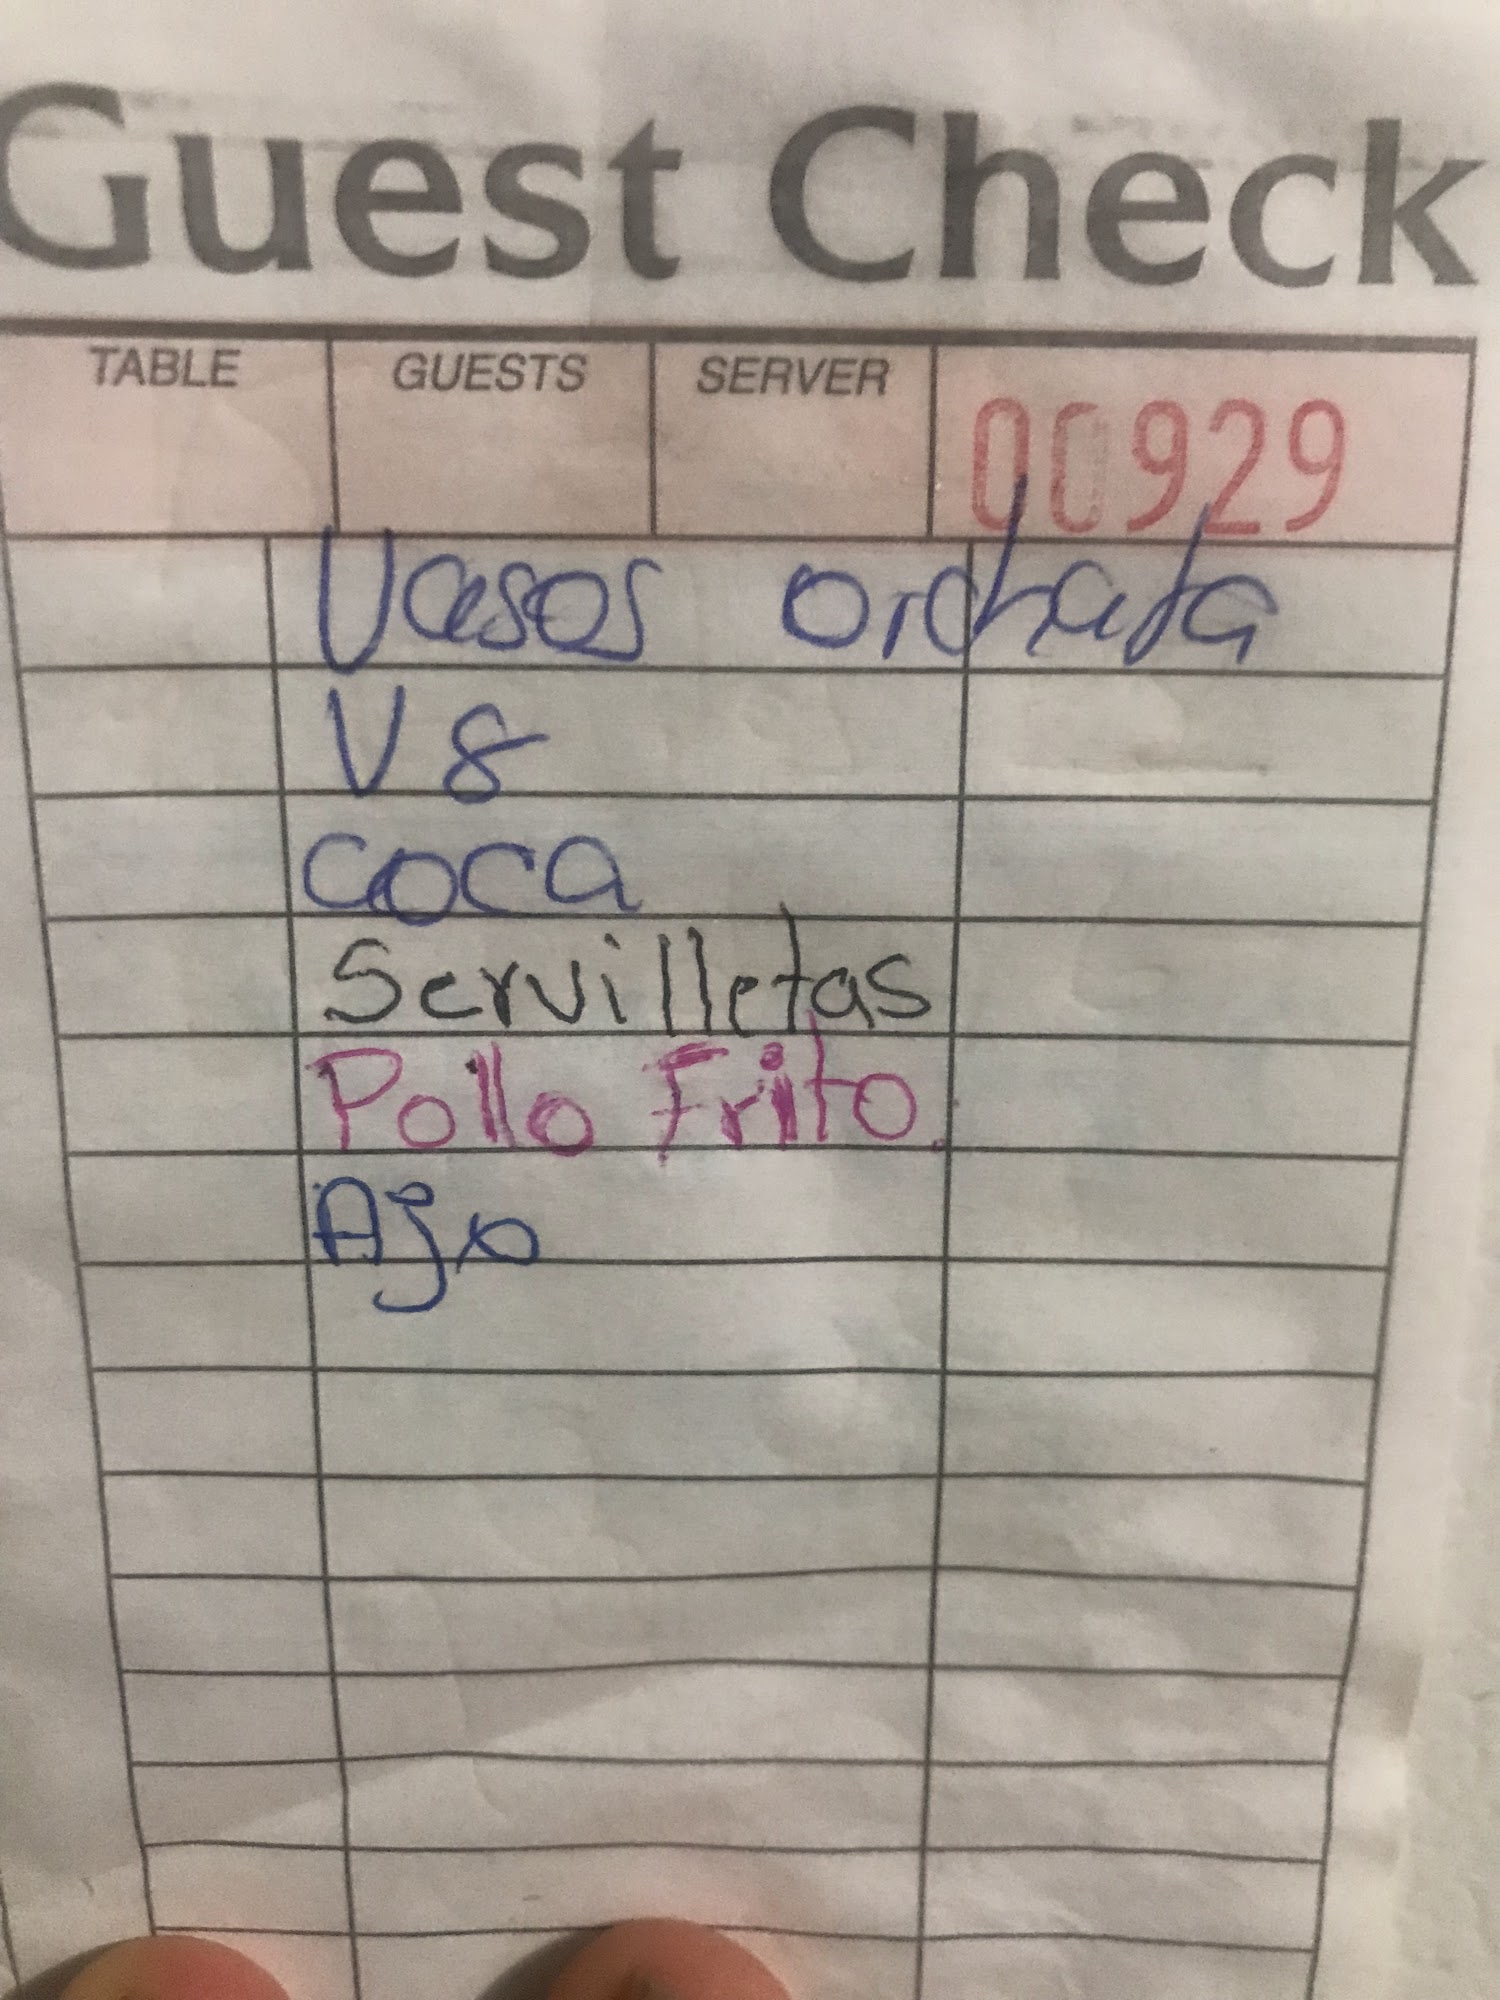 Guest Check
TABLE GUESTS SERVER 00929
Vasos orchata
V8
coca
Servilletas
Pollo Frito.
Ajo